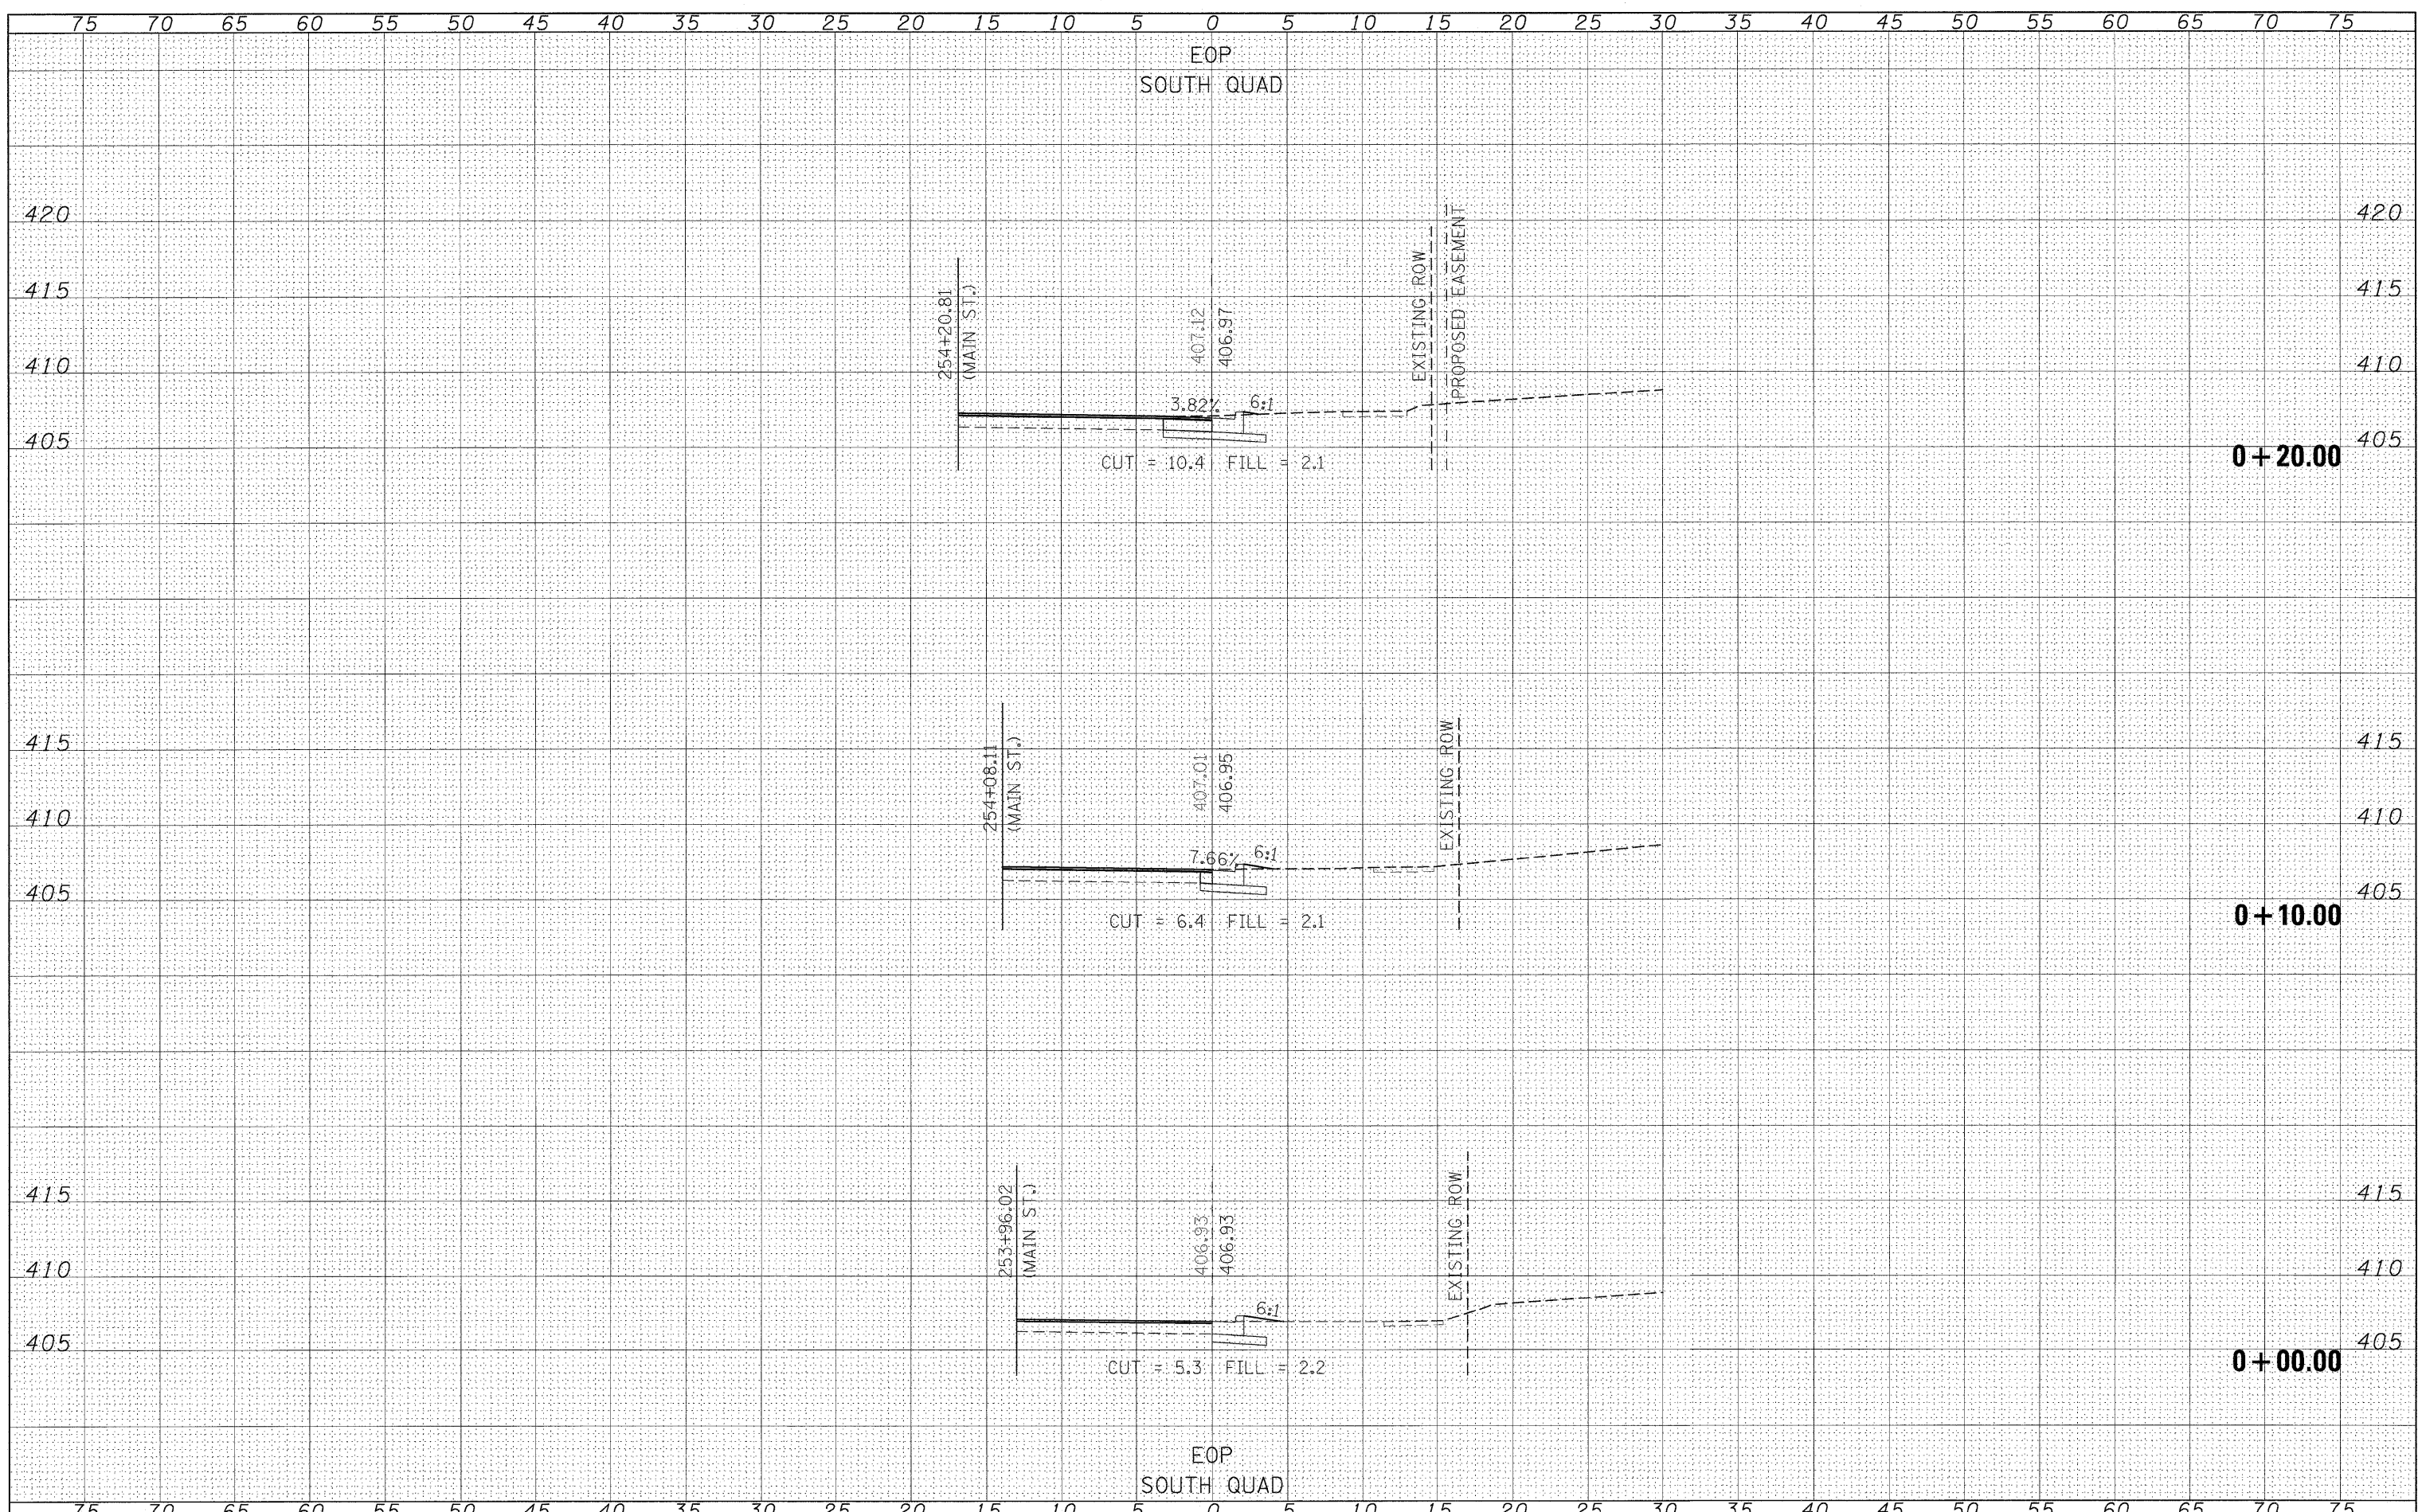 75 70 65 60 55 50 45 40 35 30 25 20 15 10 5 0 5 10 15 20 25 30 35 40 45 50 55 60 65 70 75
EOP
SOUTH QUAD
420 420
415 415
410 410
405 405
254+20.81
(MAIN ST.)
407.12
406.97
EXISTING ROW
PROPOSED EASEMENT
3.82%
6:1
CUT = 10.4 FILL = 2.1
0+20.00
415 415
410 410
405 405
254+08.11
(MAIN ST.)
407.01
406.95
EXISTING ROW
7.66%
6:1
CUT = 6.4 FILL = 2.1
0+10.00
415 415
410 410
405 405
253+96.02
(MAIN ST.)
406.93
406.93
EXISTING ROW
6:1
CUT = 5.3 FILL = 2.2
0+00.00
EOP
SOUTH QUAD
75 70 65 60 55 50 45 40 35 30 25 20 15 10 5 0 5 10 15 20 25 30 35 40 45 50 55 60 65 70 75